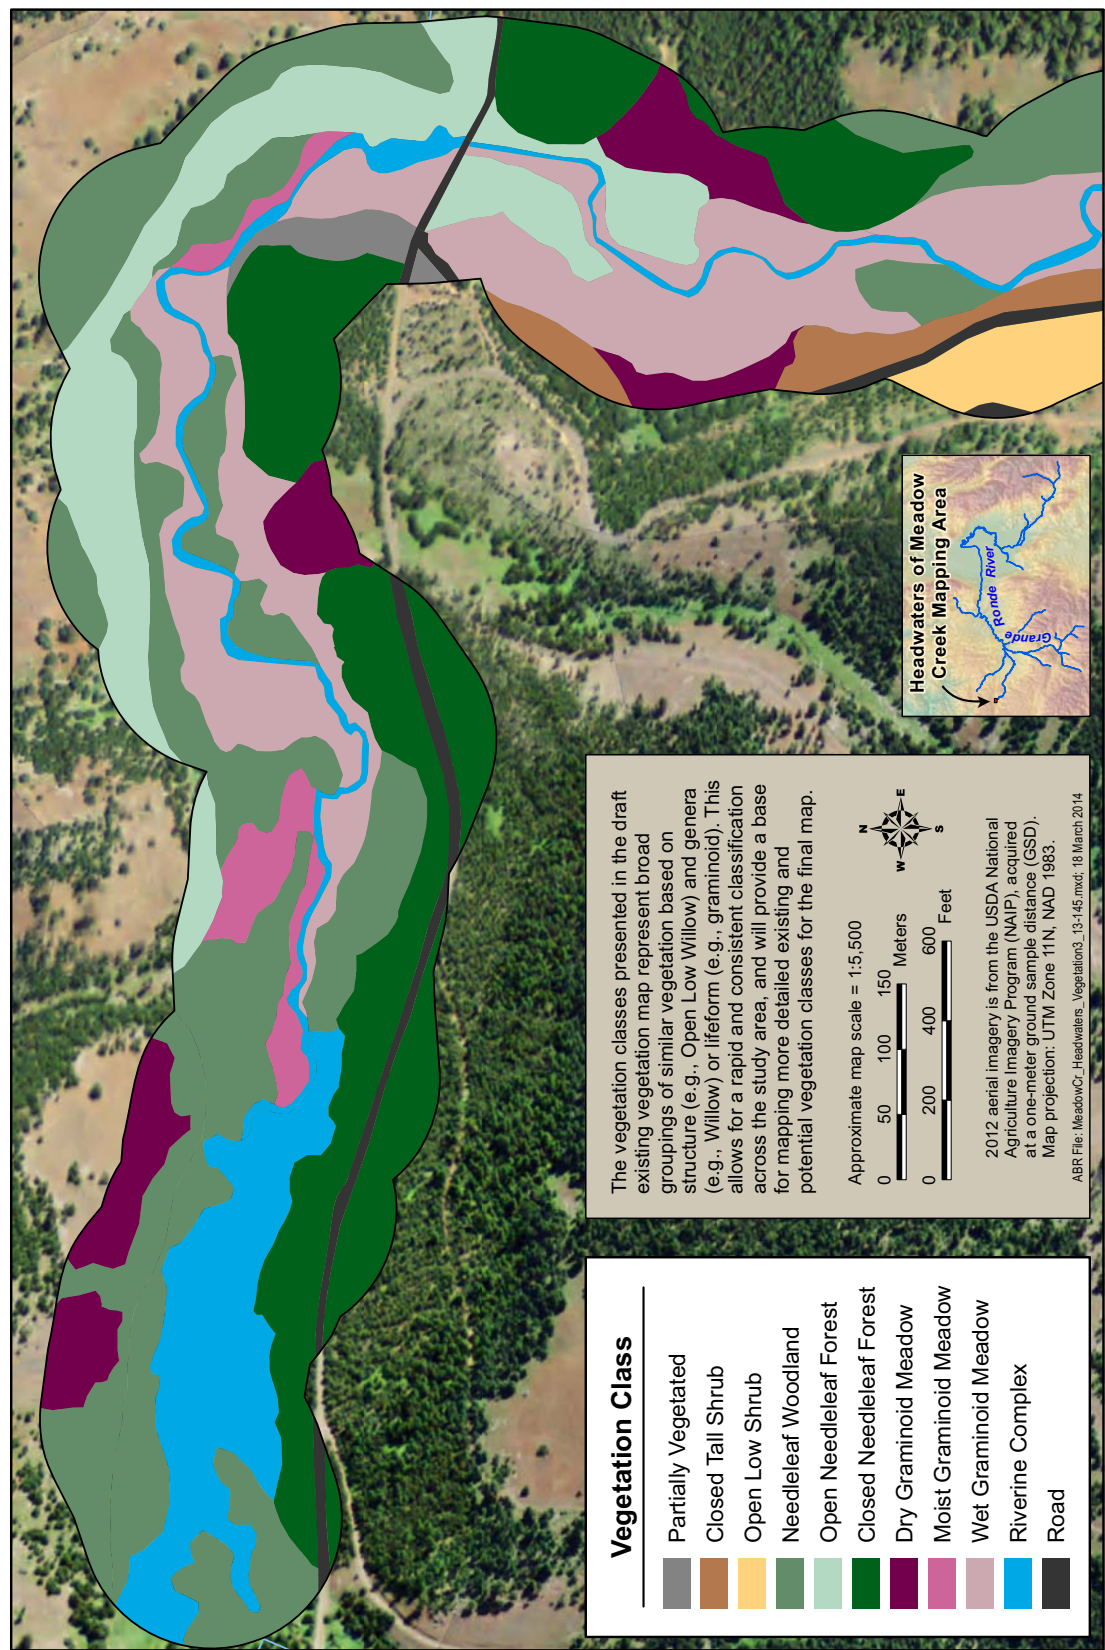 Vegetation Class
Partially Vegetated
Closed Tall Shrub
Open Low Shrub
Needleleaf Woodland
Open Needleleaf Forest
Closed Needleleaf Forest
Dry Graminoid Meadow
Moist Graminoid Meadow
Wet Graminoid Meadow
Riverine Complex
Road
The vegetation classes presented in the draft
existing vegetation map represent broad
groupings of similar vegetation based on
structure (e.g., Open Low Willow) and genera
(e.g., Willow) or lifeform (e.g., graminoid). This
allows for a rapid and consistent classification
across the study area, and will provide a base
for mapping more detailed existing and
potential vegetation classes for the final map.
Approximate map scale = 1:5,500
0 50 100 150
Meters
0 200 400 600
Feet
N
W E
S
2012 aerial imagery is from the USDA National
Agriculture Imagery Program (NAIP), acquired
at a one-meter ground sample distance (GSD).
Map projection: UTM Zone 11N, NAD 1983.
ABR File: MeadowCr_Headwaters_Vegetation3_13-145.mxd; 18 March 2014
Headwaters of Meadow
Creek Mapping Area
Grande
Ronde River